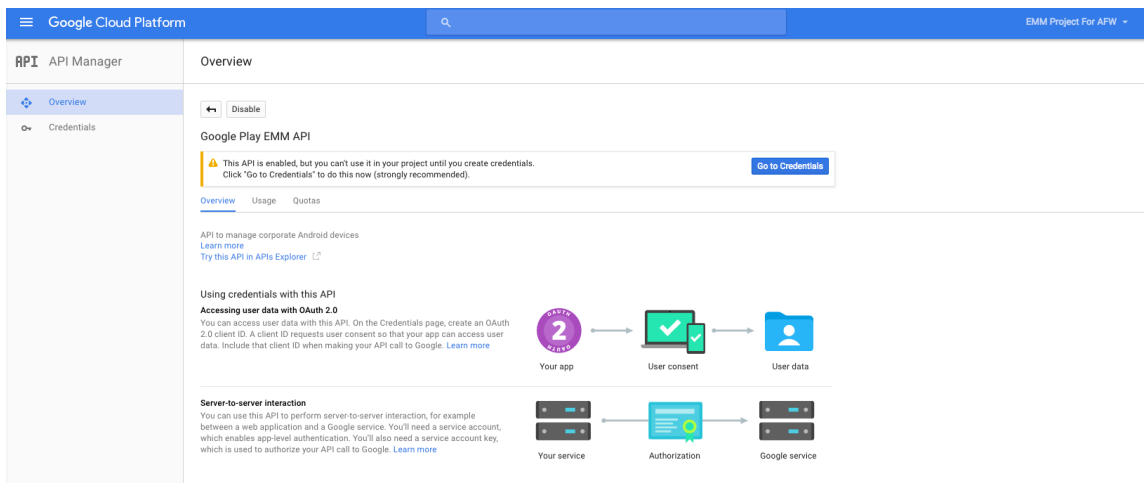 Google Cloud Platform
EMM Project For AFW
API API Manager
Overview
Overview
Credentials
Disable
Google Play EMM API
This API is enabled, but you can't use it in your project until you create credentials.
Click "Go to Credentials" to do this now (strongly recommended).
Go to Credentials
Overview Usage Quotas
API to manage corporate Android devices
Learn more
Try this API in APIs Explorer
Using credentials with this API
Accessing user data with OAuth 2.0
You can access user data with this API. On the Credentials page, create an OAuth
2.0 client ID. A client ID requests user consent so that your app can access user
data. Include that client ID when making your API call to Google. Learn more
OAUTH
2
OAUTH
Your app
User consent
User data
Server-to-server interaction
You can use this API to perform server-to-server interaction, for example
between a web application and a Google service. You'll need a service account,
which enables app-level authentication. You'll also need a service account key,
which is used to authorize your API call to Google. Learn more
Your service
Authorization
Google service